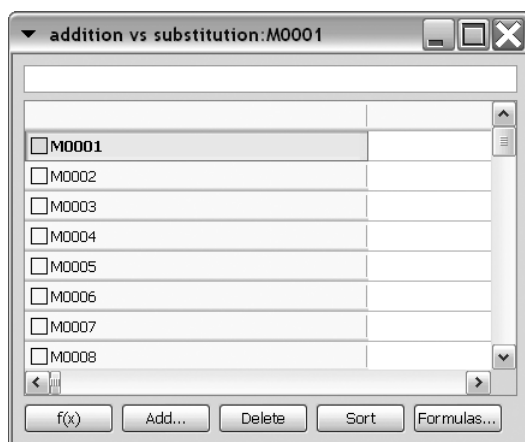 addition vs substitution:M0001
M0001
M0002
M0003
M0004
M0005
M0006
M0007
M0008
f(x) Add... Delete Sort Formulas...